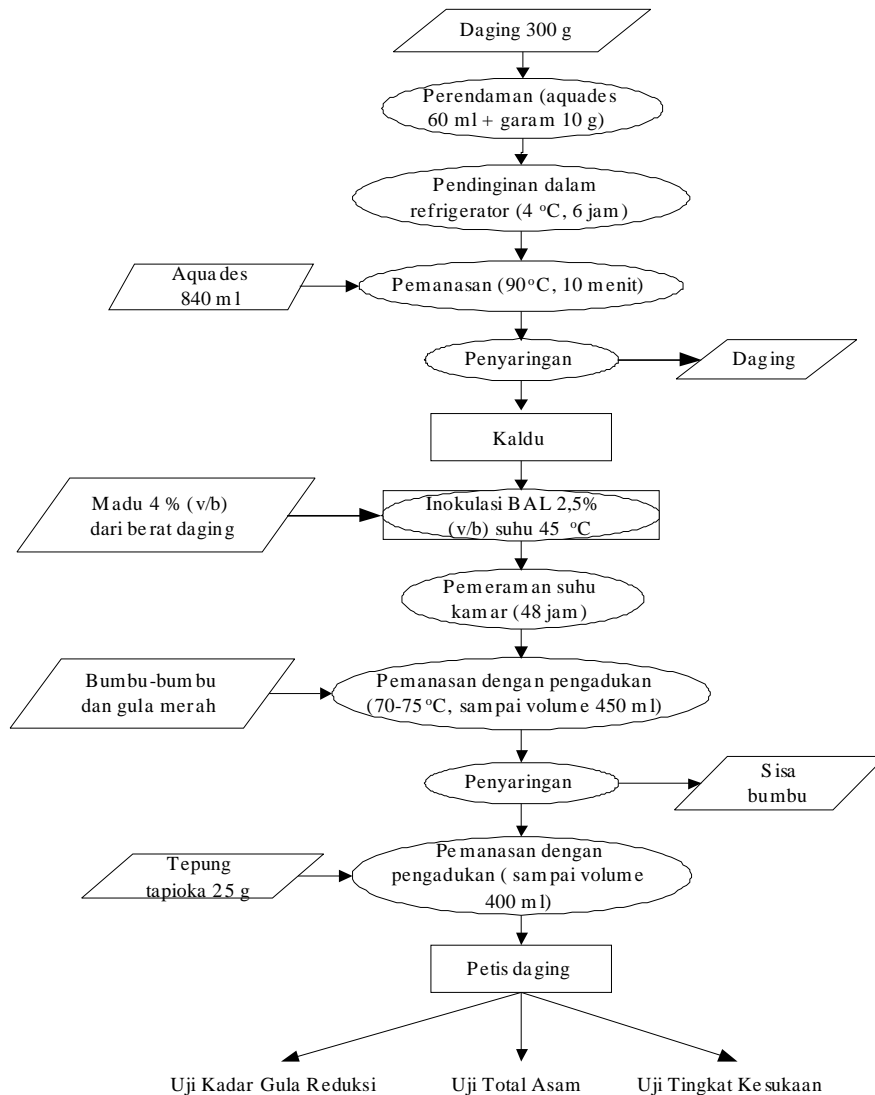 Daging 300 g
Perendaman (aquades
60 ml + garam 10 g)
Pendinginan dalam
refrigerator (4 °C, 6 jam)
Aquades
840 ml
Pemanasan (90°C, 10 menit)
Penyaringan
Daging
Kaldu
Madu 4 % (v/b)
dari berat daging
Inokulasi BAL 2,5%
(v/b) suhu 45 °C
Pemeraman suhu
kamar (48 jam)
Bumbu-bumbu
dan gula merah
Pemanasan dengan pengadukan
(70-75°C, sampai volume 450 ml)
Penyaringan
Sisa
bumbu
Tepung
tapioka 25 g
Pemanasan dengan
pengadukan ( sampai volume
400 ml)
Petis daging
Uji Kadar Gula Reduksi
Uji Total Asam
Uji Tingkat Kesukaan